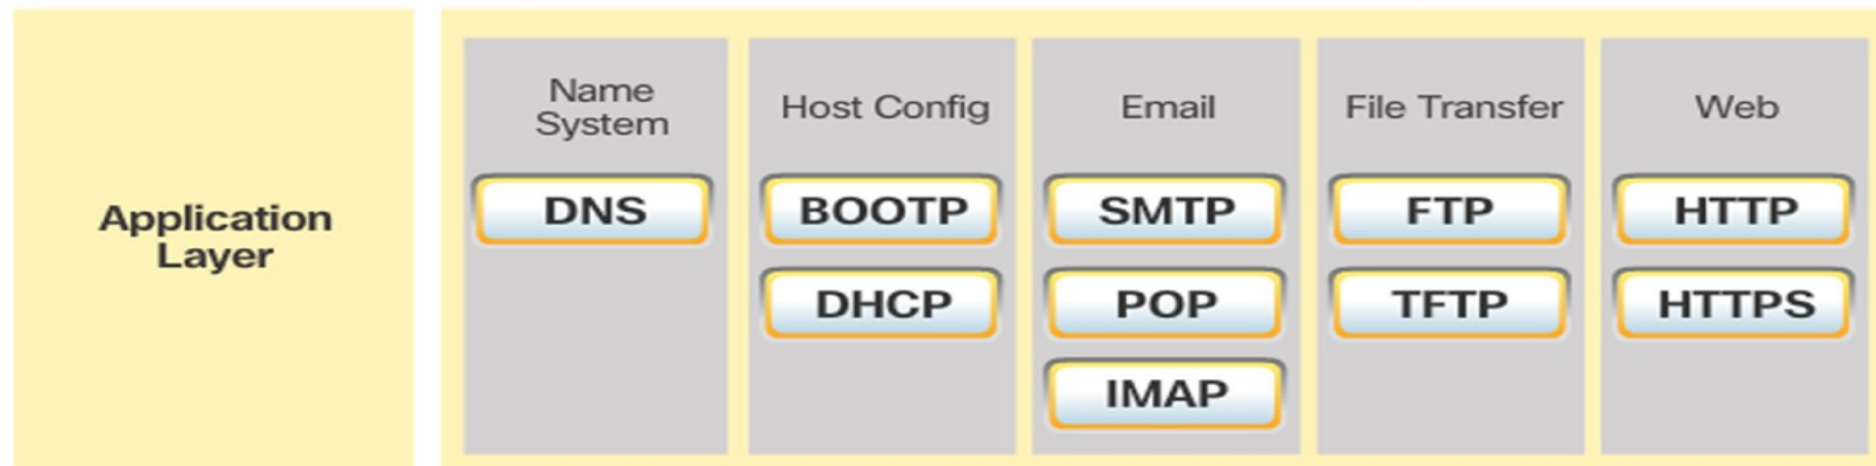 Application
Layer
Name
System
DNS
Host Config
BOOTP
DHCP
Email
SMTP
POP
IMAP
File Transfer
FTP
TFTP
Web
HTTP
HTTPS